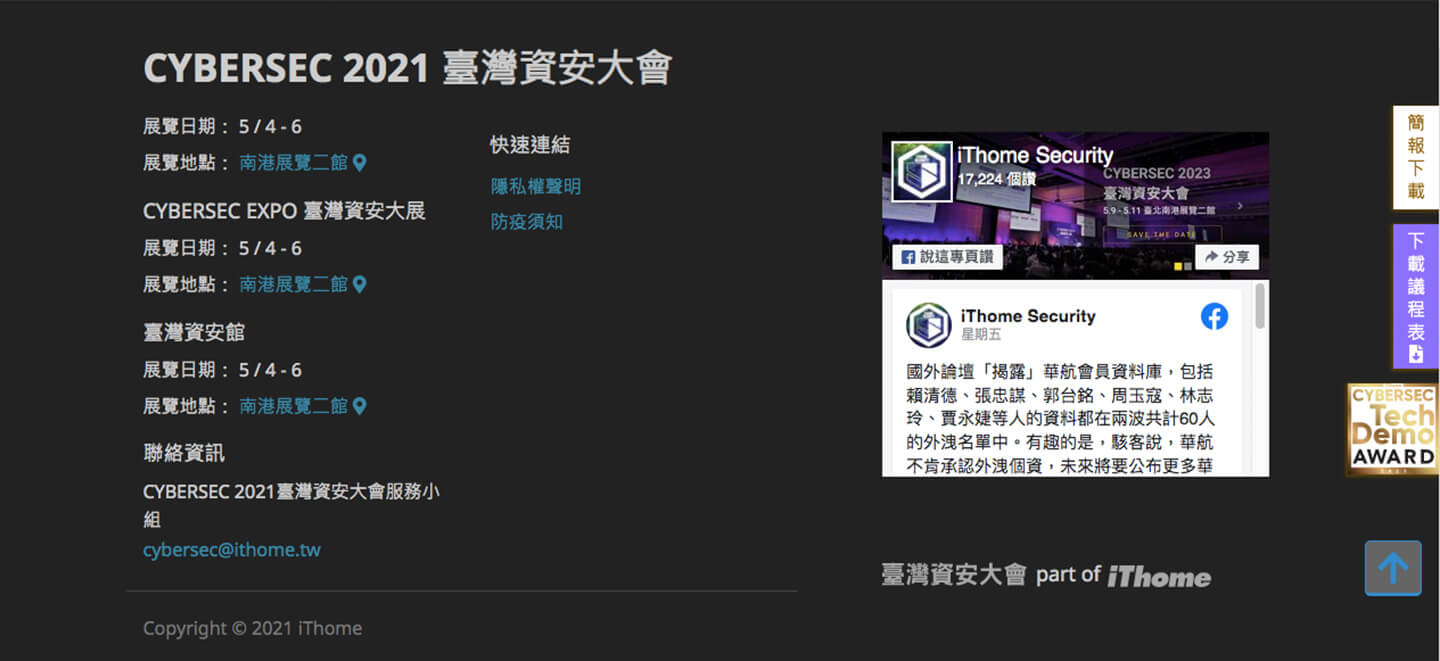 CYBERSEC 2021 臺灣資安大會
展覽日期： 5 / 4 - 6
展覽地點： 南港展覽二館
CYBERSEC EXPO 臺灣資安大展
展覽日期： 5 / 4 - 6
展覽地點： 南港展覽二館
臺灣資安館
展覽日期： 5 / 4 - 6
展覽地點： 南港展覽二館
聯絡資訊
CYBERSEC 2021臺灣資安大會服務小
組
cybersec@ithome.tw
Copyright © 2021 iThome
快速連結
隱私權聲明
防疫須知
iThome Security
17,224 個讚
CYBERSEC 2023
臺灣資安大會
5.9 - 5.11 臺北南港展覽二館
SAVE THE DATE
說這專頁讚
分享
iThome Security
星期五
國外論壇「揭露」華航會員資料庫，包括
賴清德、張忠謀、郭台銘、周玉寇、林志
玲、賈永婕等人的資料都在兩波共計60人
的外洩名單中。有趣的是，駭客說，華航
不肯承認外洩個資，未來將要公布更多華
臺灣資安大會 part of iThome
簡報下載
下載議程表
CYBERSEC
Tech
Demo
AWARD